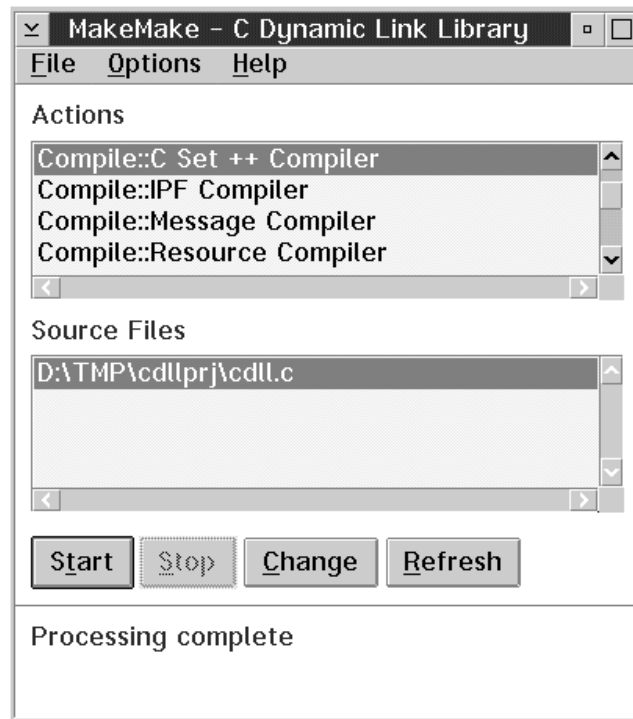 MakeMake - C Dynamic Link Library
File Options Help
Actions
Compile::C Set ++ Compiler
Compile::IPF Compiler
Compile::Message Compiler
Compile::Resource Compiler
Source Files
D:\TMP\cdllprj\cdll.c
Start Stop Change Refresh
Processing complete